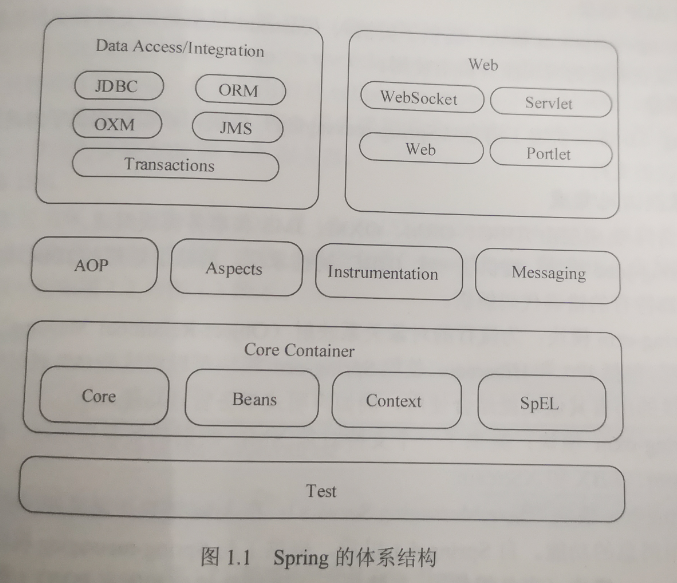 Data Access/Integration
JDBC
ORM
OXM
JMS
Transactions
Web
WebSocket
Servlet
Web
Portlet
AOP
Aspects
Instrumentation
Messaging
Core Container
Core
Beans
Context
SpEL
Test
图 1.1 Spring 的体系结构